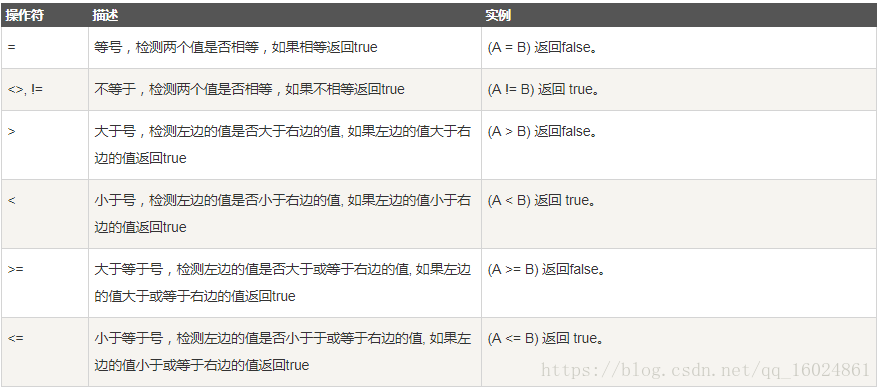 操作符 描述 实例
= 等号，检测两个值是否相等，如果相等返回true (A = B) 返回false。
<>, != 不等于，检测两个值是否相等，如果不相等返回true (A != B) 返回 true。
> 大于号，检测左边的值是否大于右边的值, 如果左边的值大于右 (A > B) 返回false。
边的值返回true
< 小于号，检测左边的值是否小于右边的值, 如果左边的值小于右 (A < B) 返回 true。
边的值返回true
>= 大于等于号，检测左边的值是否大于或等于右边的值, 如果左边 (A >= B) 返回false。
的值大于或等于右边的值返回true
<= 小于等于号，检测左边的值是否小于于或等于右边的值, 如果左 (A <= B) 返回 true。
边的值小于或等于右边的值返回true
https://blog.csdn.net/qq_16024861